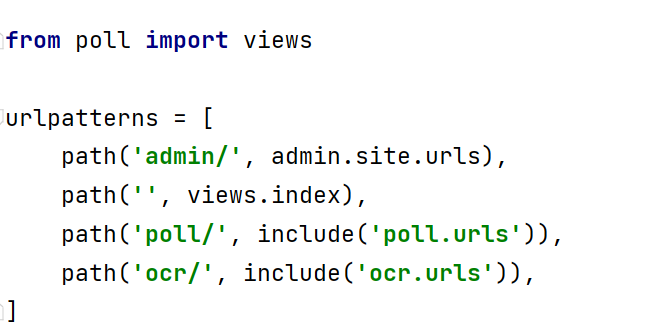 from poll import views
urlpatterns = [
    path('admin/', admin.site.urls),
    path('', views.index),
    path('poll/', include('poll.urls')),
    path('ocr/', include('ocr.urls')),
]